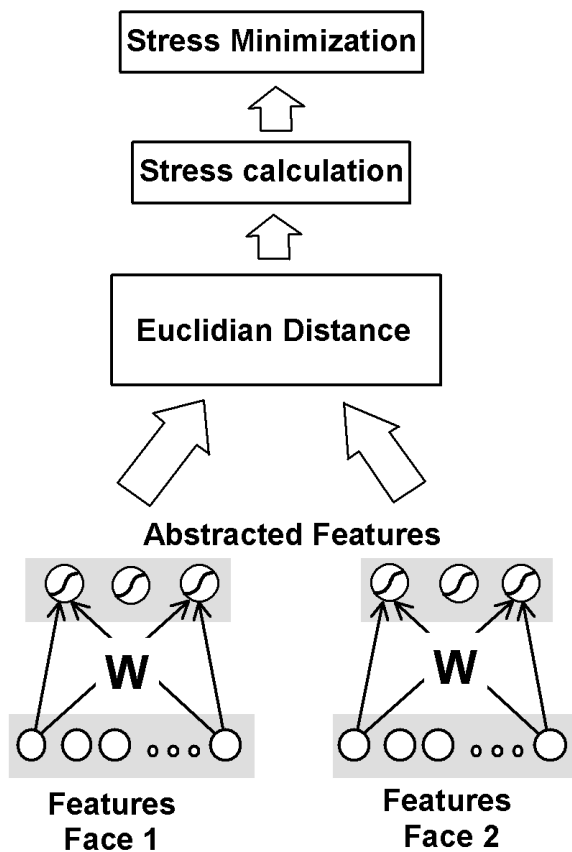 Stress Minimization
Stress calculation
Euclidian Distance
Abstracted Features
W
W
Features
Face 1
Features
Face 2